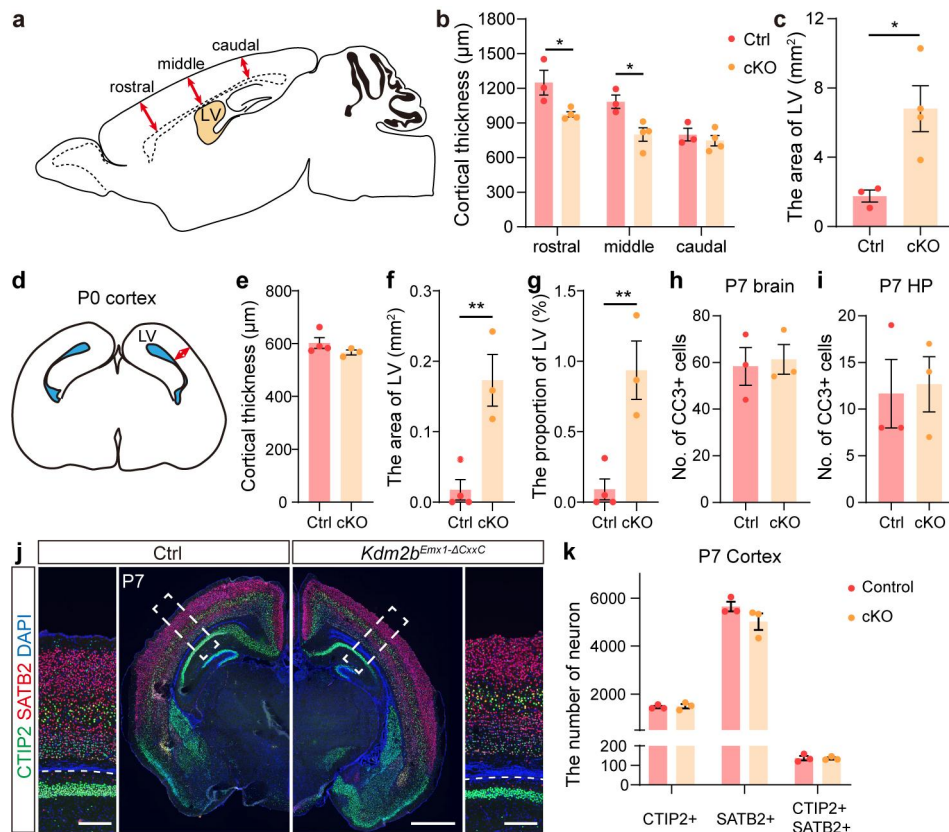 a
rostral
middle
caudal
LV
b
Cortical thickness (μm)
1800
1500
1200
900
600
300
0
*
*
Ctrl
cKO
rostral
middle
caudal
c
The area of LV (mm²)
12
8
4
0
*
Ctrl
cKO
d
P0 cortex
LV
e
Cortical thickness (μm)
800
600
400
200
0
Ctrl cKO
f
The area of LV (mm²)
0.3
0.2
0.1
0.0
**
Ctrl cKO
g
The proportion of LV (%)
1.5
1.0
0.5
0.0
**
Ctrl cKO
h
P7 brain
No. of CC3+ cells
100
80
60
40
20
0
Ctrl cKO
i
P7 HP
No. of CC3+ cells
20
15
10
5
0
Ctrl cKO
j
Ctrl
Kdm2b^Emx1-ΔCxxC
CTIP2 SATB2 DAPI
P7
k
P7 Cortex
The number of neuron
6000
4000
2000
200
100
0
Control
cKO
CTIP2+
SATB2+
CTIP2+
SATB2+